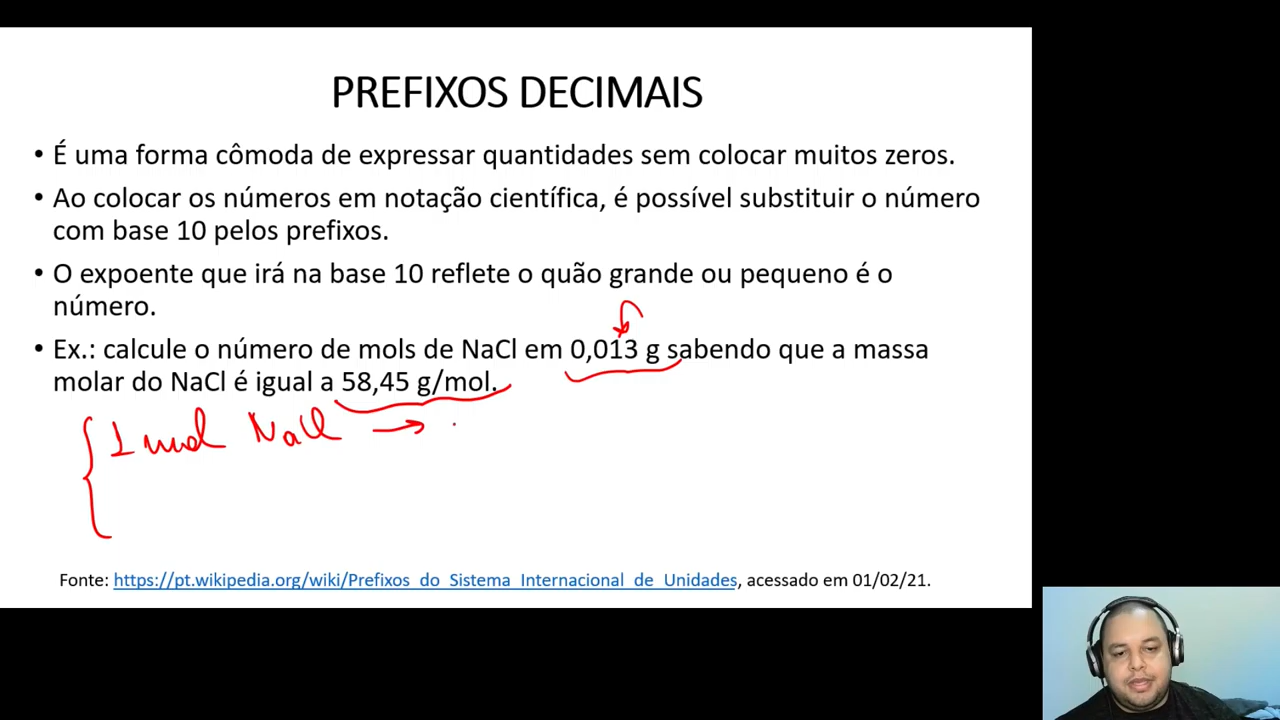 PREFIXOS DECIMAIS
• É uma forma cômoda de expressar quantidades sem colocar muitos zeros.
• Ao colocar os números em notação científica, é possível substituir o número
com base 10 pelos prefixos.
• O expoente que irá na base 10 reflete o quão grande ou pequeno é o
número.
• Ex.: calcule o número de mols de NaCl em 0,013 g sabendo que a massa
molar do NaCl é igual a 58,45 g/mol.
1 mol NaCl →
Fonte: https://pt.wikipedia.org/wiki/Prefixos_do_Sistema_Internacional_de_Unidades, acessado em 01/02/21.